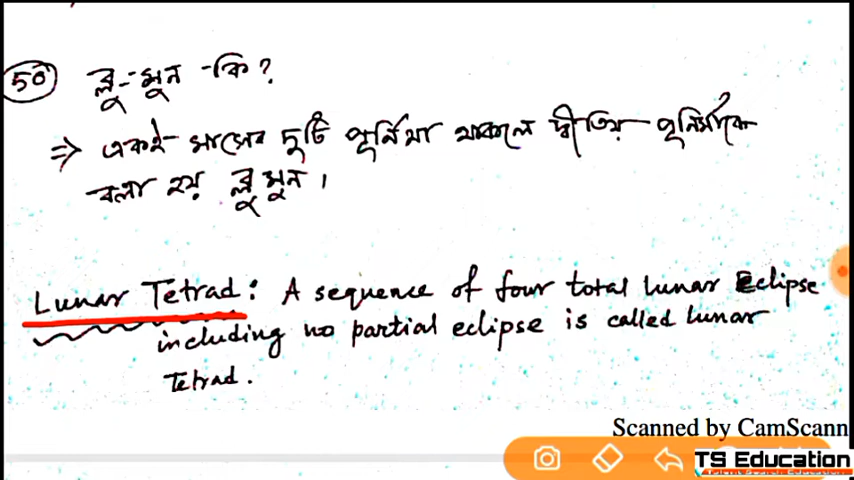 50 ব্লু-মুন -কি?
⇒ একই মাসের দুটি পূর্নিমা থাকলে দ্বীতিয় পূর্নিমাকে
বলা হয় ব্লু মুন।
Lunar Tetrad: A sequence of four total lunar Eclipse
including no partial eclipse is called lunar
Tetrad.
Scanned by CamScann
TS Education